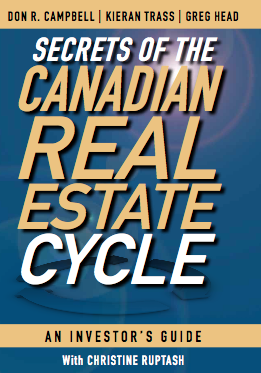 DON R. CAMPBELL | KIERAN TRASS | GREG HEAD
SECRETS OF THE
CANADIAN
REAL
ESTATE
CYCLE
AN INVESTOR'S GUIDE
With CHRISTINE RUPTASH